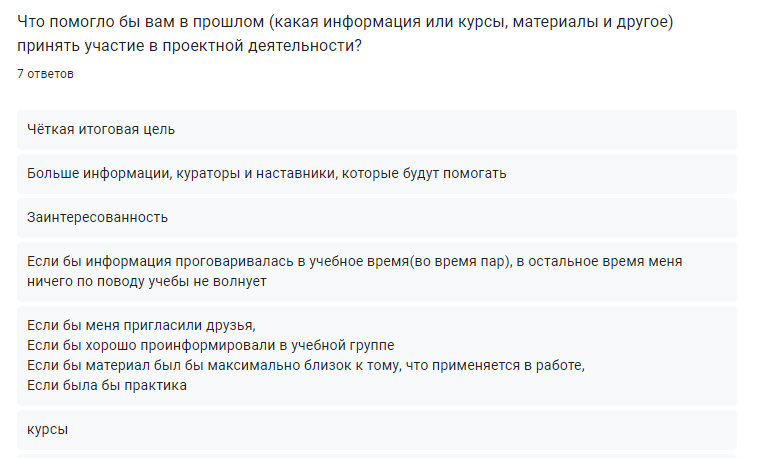 Что помогло бы вам в прошлом (какая информация или курсы, материалы и другое)
принять участие в проектной деятельности?
7 ответов
Чёткая итоговая цель
Больше информации, кураторы и наставники, которые будут помогать
Заинтересованность
Если бы информация проговаривалась в учебное время(во время пар), в остальное время меня
ничего по поводу учебы не волнует
Если бы меня пригласили друзья,
Если бы хорошо проинформировали в учебной группе
Если бы материал был бы максимально близок к тому, что применяется в работе,
Если была бы практика
курсы